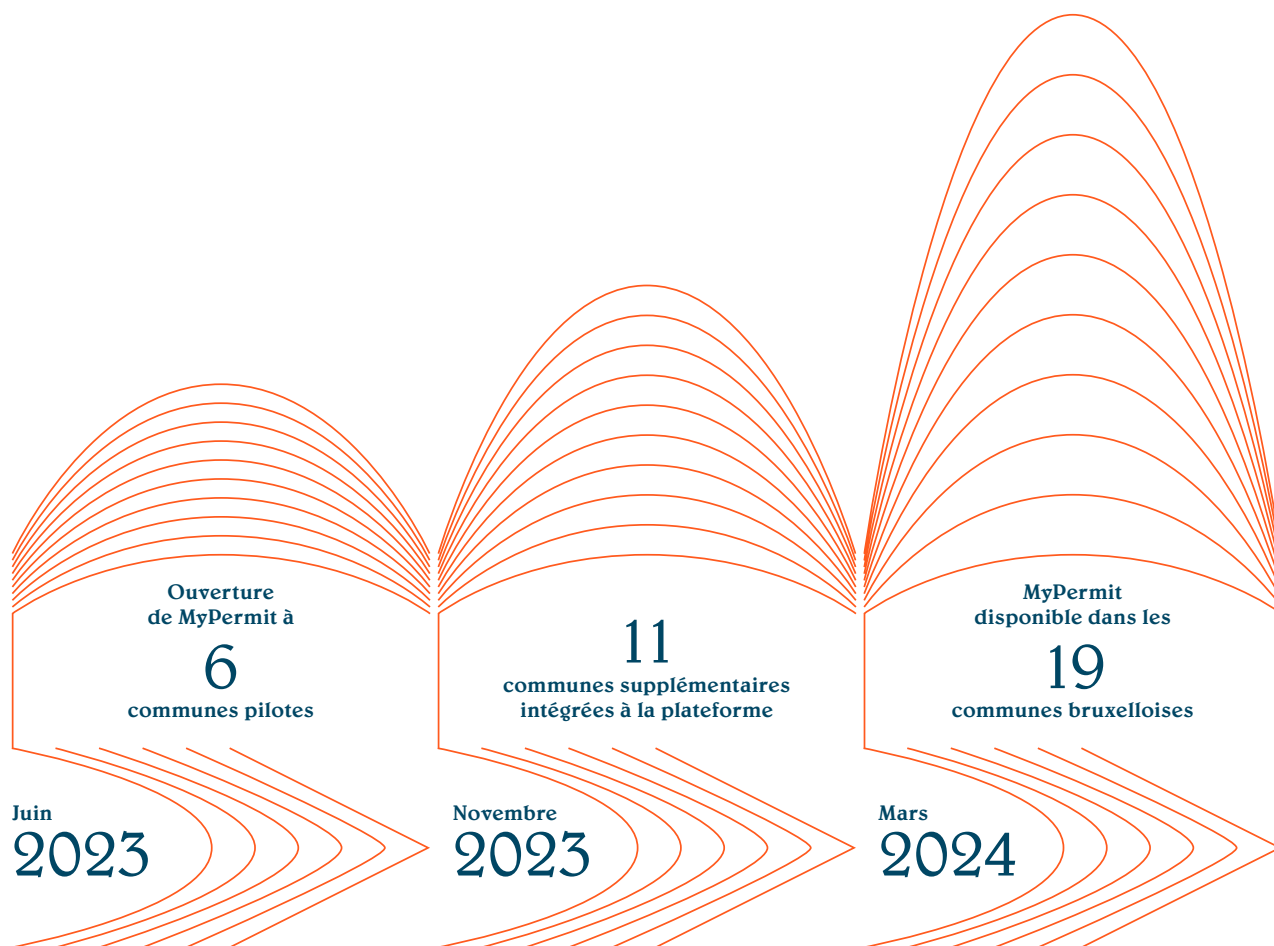 Ouverture
de MyPermit à
6
communes pilotes
11
communes supplémentaires
intégrées à la plateforme
MyPermit
disponible dans les
19
communes bruxelloises
Juin
2023
Novembre
2023
Mars
2024